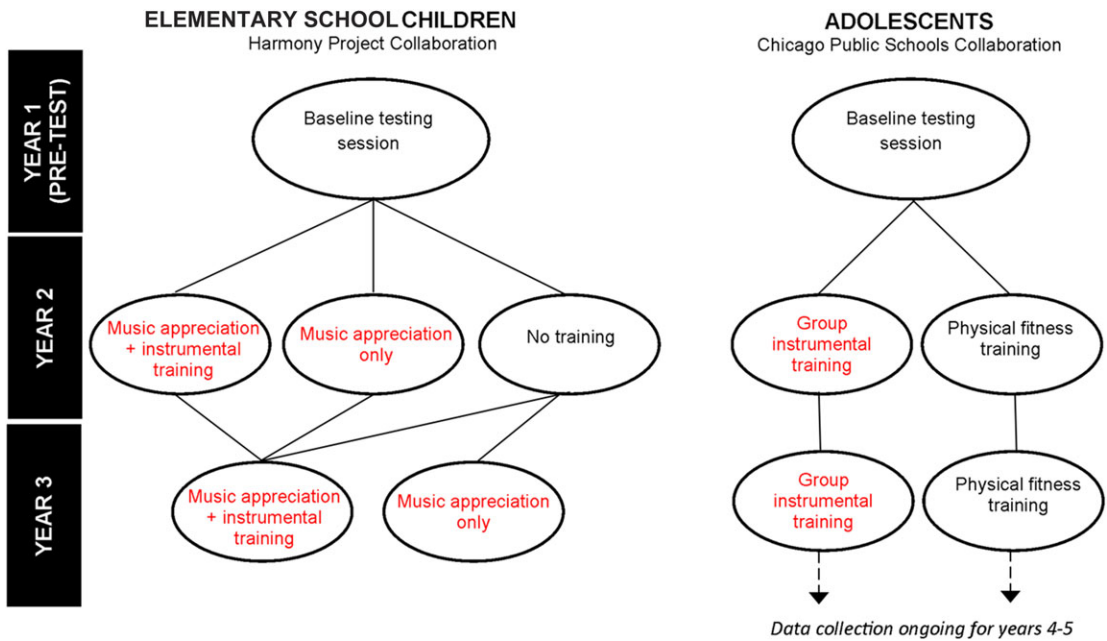 ELEMENTARY SCHOOL CHILDREN
Harmony Project Collaboration
ADOLESCENTS
Chicago Public Schools Collaboration
YEAR 1
(PRE-TEST)
Baseline testing
session
Baseline testing
session
YEAR 2
Music appreciation
+ instrumental
training
Music appreciation
only
No training
Group
instrumental
training
Physical fitness
training
YEAR 3
Music appreciation
+ instrumental
training
Music appreciation
only
Group
instrumental
training
Physical fitness
training
Data collection ongoing for years 4-5